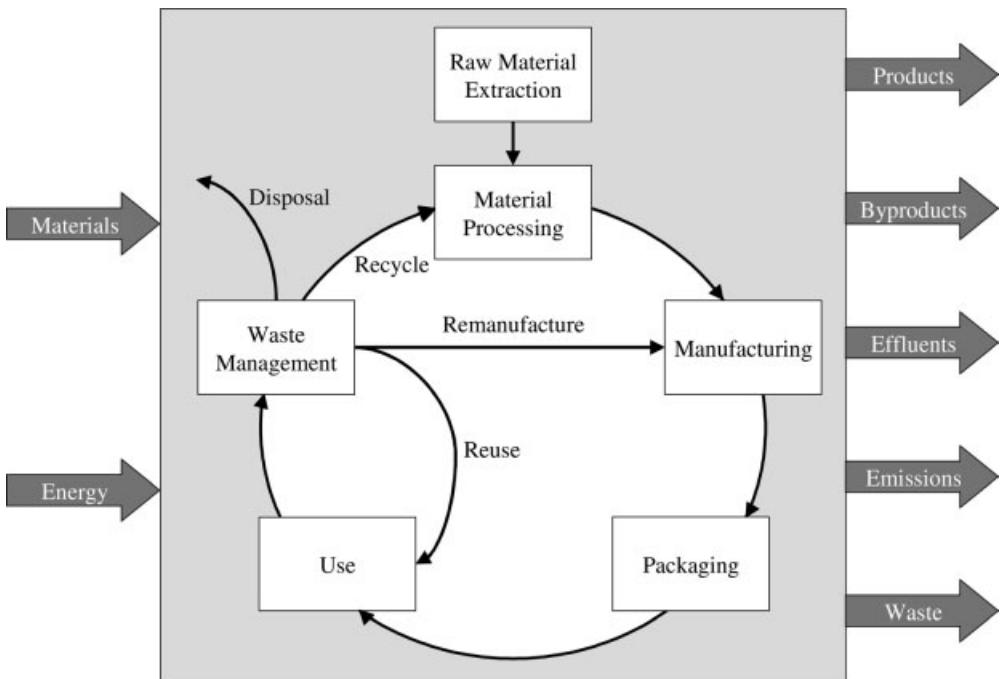 Raw Material
Extraction
Products
Disposal
Material
Processing
Materials
Byproducts
Recycle
Waste
Management
Remanufacture
Manufacturing
Effluents
Reuse
Energy
Emissions
Use
Packaging
Waste